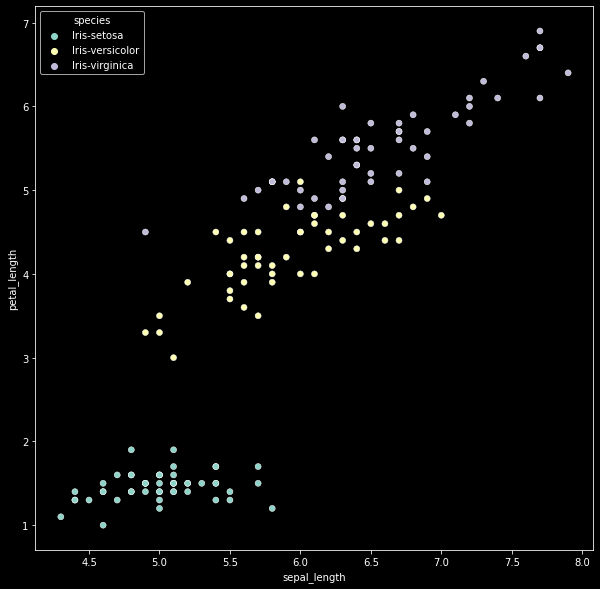 species
Iris-setosa
Iris-versicolor
Iris-virginica
7
6
5
4
3
2
1
petal_length
4.5 5.0 5.5 6.0 6.5 7.0 7.5 8.0
sepal_length